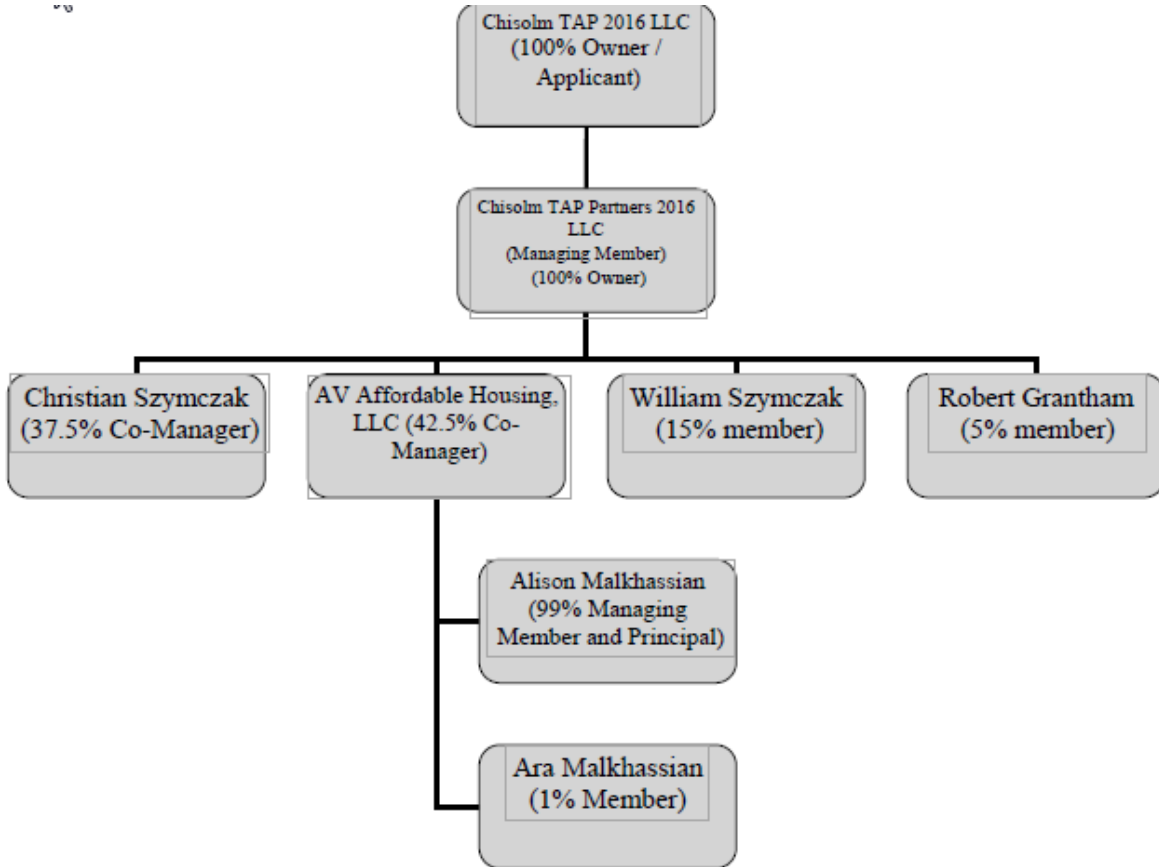 Chisolm TAP 2016 LLC
(100% Owner /
Applicant)
Chisolm TAP Partners 2016
LLC
(Managing Member)
(100% Owner)
Christian Szymczak
(37.5% Co-Manager)
AV Affordable Housing,
LLC (42.5% Co-
Manager)
William Szymczak
(15% member)
Robert Grantham
(5% member)
Alison Malkhassian
(99% Managing
Member and Principal)
Ara Malkhassian
(1% Member)